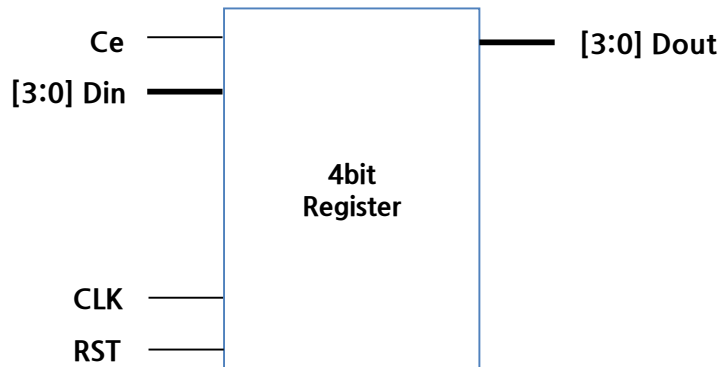 Ce
[3:0] Din
[3:0] Dout
4bit
Register
CLK
RST